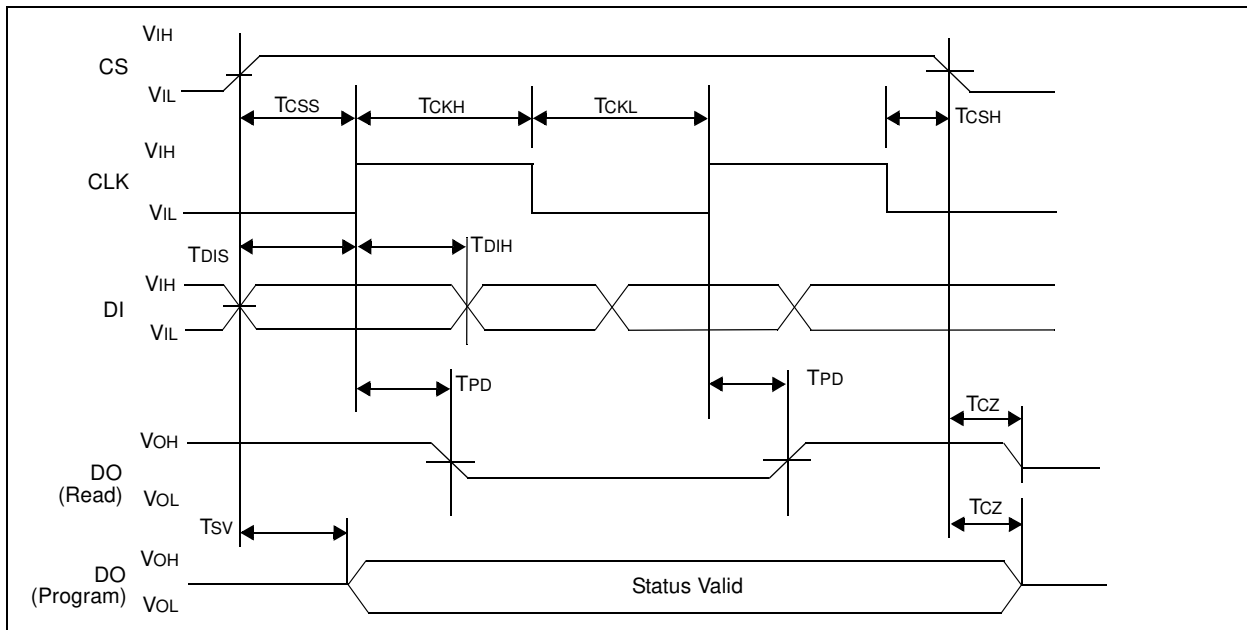 VIH
CS
VIL
TCSS
TCKH
TCKL
TCSH
VIH
CLK
VIL
TDIS
TDIH
VIH
DI
VIL
TPD
TPD
TCZ
VOH
DO
(Read)
VOL
TSV
TCZ
VOH
DO
(Program)
VOL
Status Valid